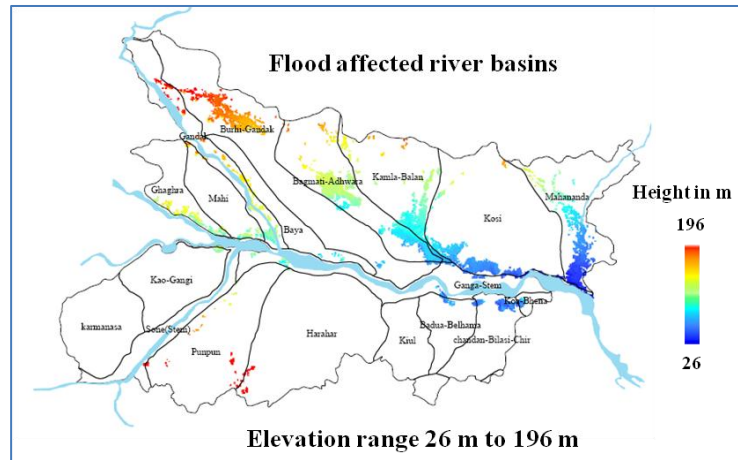 Flood affected river basins
Burhi-Gandak
Gandak
Bagmati-Adhwara
Kamla-Balan
Ghaghra
Mahi
Mahananda
Height in m
196
Baya
Kosi
Kao-Gangi
Ganga-Stem
Koa-Bhena
karmanasa
Sone(Stem)
Harahar
Badua-Belharna
Kiul
chandan-Bilasi-Chir
Punpun
26
Elevation range 26 m to 196 m